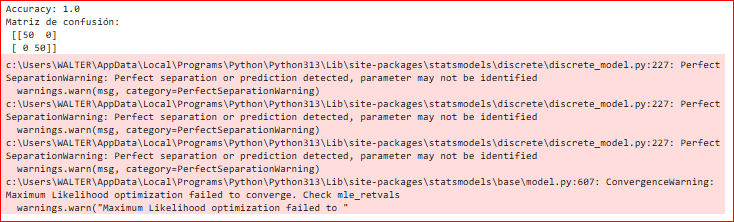 Accuracy: 1.0
Matriz de confusión:
[[50  0]
[ 0 50]]
c:\Users\WALTER\AppData\Local\Programs\Python\Python313\Lib\site-packages\statsmodels\discrete\discrete_model.py:227: Perfect
SeparationWarning: Perfect separation or prediction detected, parameter may not be identified
warnings.warn(msg, category=PerfectSeparationWarning)
c:\Users\WALTER\AppData\Local\Programs\Python\Python313\Lib\site-packages\statsmodels\discrete\discrete_model.py:227: Perfect
SeparationWarning: Perfect separation or prediction detected, parameter may not be identified
warnings.warn(msg, category=PerfectSeparationWarning)
c:\Users\WALTER\AppData\Local\Programs\Python\Python313\Lib\site-packages\statsmodels\discrete\discrete_model.py:227: Perfect
SeparationWarning: Perfect separation or prediction detected, parameter may not be identified
warnings.warn(msg, category=PerfectSeparationWarning)
c:\Users\WALTER\AppData\Local\Programs\Python\Python313\Lib\site-packages\statsmodels\base\model.py:607: ConvergenceWarning:
Maximum Likelihood optimization failed to converge. Check mle_retvals
warnings.warn("Maximum Likelihood optimization failed to "